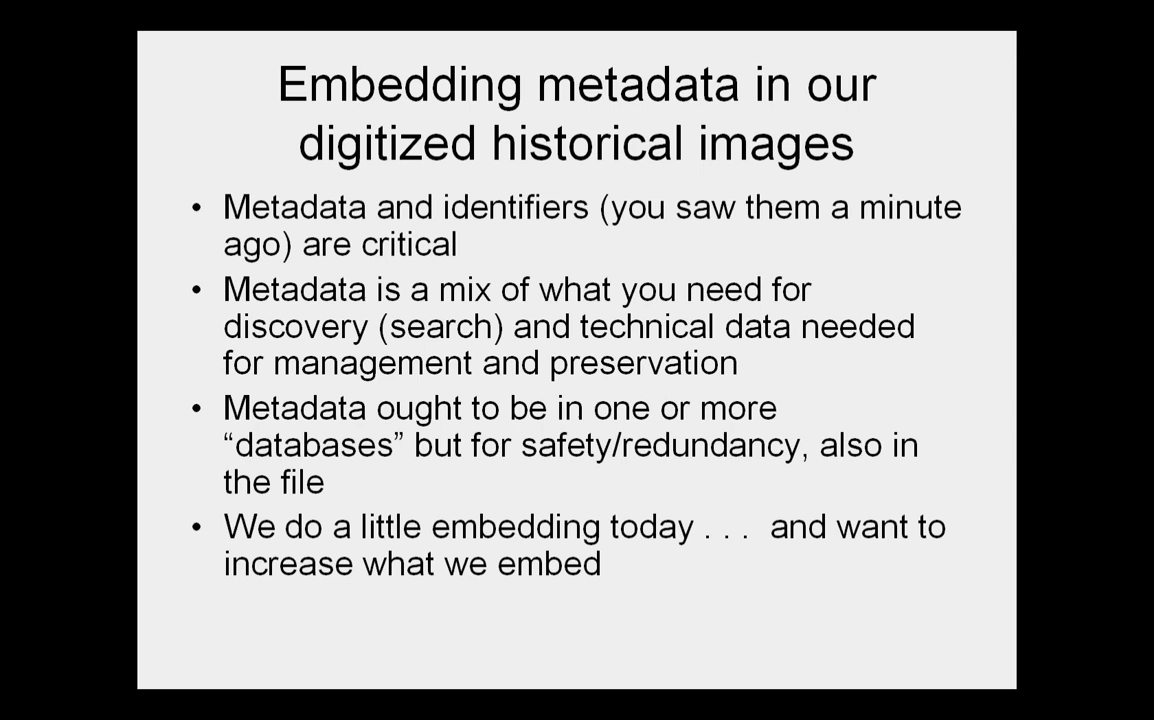 Embedding metadata in our
digitized historical images
• Metadata and identifiers (you saw them a minute
ago) are critical
• Metadata is a mix of what you need for
discovery (search) and technical data needed
for management and preservation
• Metadata ought to be in one or more
“databases” but for safety/redundancy, also in
the file
• We do a little embedding today . . .  and want to
increase what we embed